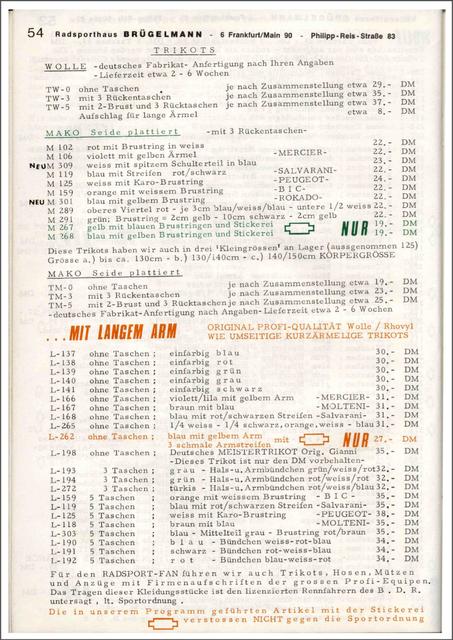 54 Radsporthaus BRÜGELMANN - 6 Frankfurt/Main 90 - Philipp-Reis-Straße 83
TRIKOTS
WOLLE -deutsches Fabrikat- Anfertigung nach Ihren Angaben
-Lieferzeit etwa 2 - 6 Wochen
TW-0 ohne Taschen je nach Zusammenstellung etwa 29.- DM
TW-3 mit 3 Rückentaschen je nach Zusammenstellung etwa 35.- DM
TW-5 mit 2-Brust und 3 Rücktaschen je nach Zusammenstellung etwa 37.- DM
Aufschlag für lange Ärmel etwa 8,- DM
MAKO Seide plattiert -mit 3 Rückentaschen-
M 102 rot mit Brustring in weiss 22.- DM
M 106 violett mit gelben Ärmel -MERCIER- 22.- DM
NEU M 309 weiss mit spitzem Schulterteil in blau 23.- DM
M 119 blau mit Streifen rot/schwarz -SALVARANI- 22.- DM
M 125 weiss mit Karo-Brustring -PEUGEOT- 24.- DM
M 159 orange mit weissem Brustring -BIC- 22.- DM
NEU M 301 blau mit gelbem Brustring -ROKADO- 22.- DM
M 289 oberes Viertel rot - je 3cm blau/weiss/blau - untere 1/2 weiss 22.- DM
M 291 grün; Brustring = 2cm gelb - 10cm schwarz - 2cm gelb 22.- DM
M 267 gelb mit blauen Brustringen und Stickerei NUR 19.- DM
M 268 blau mit gelben Brustringen und Stickerei 19.- DM
Diese Trikots haben wir auch in drei 'Kleingrössen' an Lager (aussgenommen 125)
Grösse a.) bis ca. 130cm - b.) 130/140cm - c.) 140/150cm KÖRPERGRÖSSE
MAKO Seide plattiert
TM-0 ohne Taschen je nach Zusammenstellung etwa 19.- DM
TM-3 mit 3 Rückentaschen je nach Zusammenstellung etwa 23.- DM
TM-5 mit 2-Brust und 3 Rücktaschen je nach Zusammenstellung etwa 25.- DM
-deutsches Fabrikat-Anfertigung nach Angaben-Lieferzeit etwa 2 - 6 Wochen
...MIT LANGEM ARM ORIGINAL PROFI-QUALITÄT Wolle / Rhovyl
WIE UMSEITIGE KURZÄRMELIGE TRIKOTS
L-137 ohne Taschen; einfarbig blau 30,- DM
L-138 ohne Taschen; einfarbig rot 30.- DM
L-139 ohne Taschen; einfarbig grün 30.- DM
L-140 ohne Taschen; einfarbig grau 30.- DM
L-141 ohne Taschen; einfarbig schwarz 30.- DM
L-166 ohne Taschen; violett/lila mit gelbem Arm -MERCIER- 31.- DM
L-167 ohne Taschen; braun mit blau -MOLTENI- 31.- DM
L-168 ohne Taschen; blau mit rot/schwarzen Streifen -Salvarani- 31.- DM
L-265 ohne Taschen; 1/4 weiss - 1/4 schwarz, orange, weiss - blau 31.- DM
L-262 ohne Taschen; blau mit gelbem Arm
3 schmale Armstreifen mit NUR 27,- DM
L-198 ohne Taschen; Deutsches MEISTERTRIKOT Orig. Gianni 35.- DM
-Dieses Trikot ist nur den DM vorbehalten-
L-193 3 Taschen; grau - Hals-u, Armbündchen grün/weiss/rot 32.- DM
L-194 3 Taschen; grün - Hals-u, Armbündchen rot/weiss/rot 32.- DM
L-272 3 Taschen; türkis - Hals-u, Armbündchen rot/weiss/blau 32.- DM
L-159 5 Taschen; orange mit weissem Brustring -BIC- 35.- DM
L-119 5 Taschen; blau mit rot/schwarzen Streifen -Salvarani- 35.- DM
L-125 5 Taschen; weiss mit Karo-Brustring -PEUGEOT- 38.- DM
L-118 5 Taschen; braun mit blau -MOLTENI- 35.- DM
L-303 5 Taschen; blau - Mittelteil grau - Brustring rot/braun 35.- DM
L-190 5 Taschen; blau - Bündchen weiss-rot-blau 34.- DM
L-191 5 Taschen; schwarz - Bündchen rot-weiss-blau 34.- DM
L-192 5 Taschen; rot - Bündchen blau-weiss-rot 34.- DM
Für den RADSPORT-FAN führen wir auch Trikots, Hosen, Mützen
und Anzüge mit Firmenaufschriften der grossen Profi-Equipen.
Das Tragen dieser Kleidungsstücke ist den lizenzierten Rennfahrern des B. D. R.
untersagt, lt. Sportordnung.
Die in unserem Programm geführten Artikel mit der Stickerei
verstossen NICHT gegen die Sportordnung